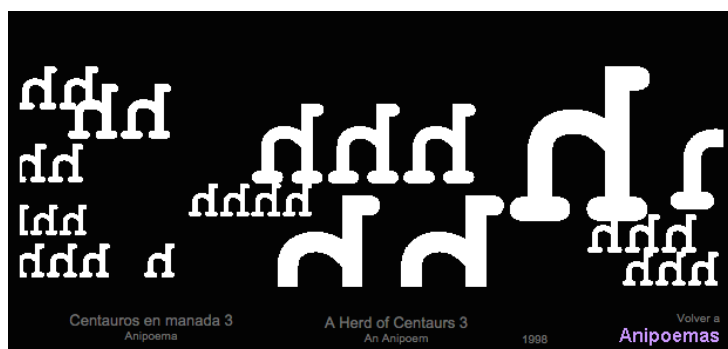 Centauros en manada 3
Anipoema
A Herd of Centaurs 3
An Anipoem
1998
Volver a
Anipoemas